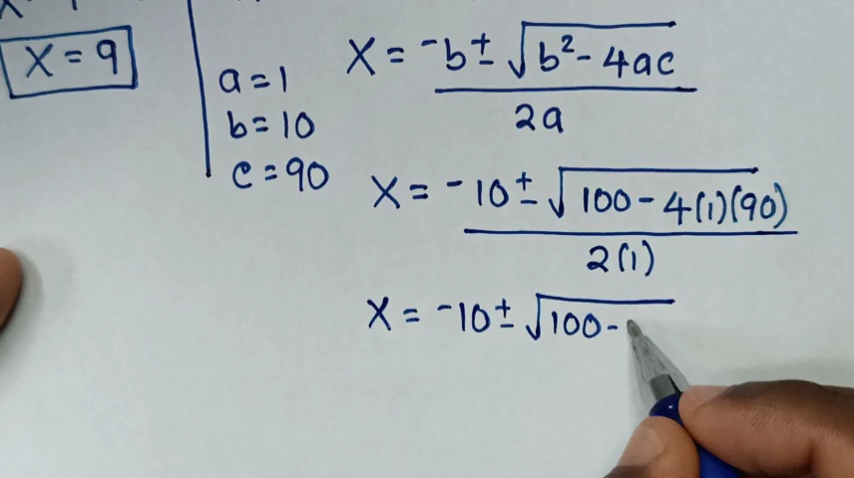 X = 9
a = 1
b = 10
c = 90
X = -b ± √(b² - 4ac)
2a
X = -10 ± √(100 - 4(1)(90))
2(1)
X = -10 ± √(100 -